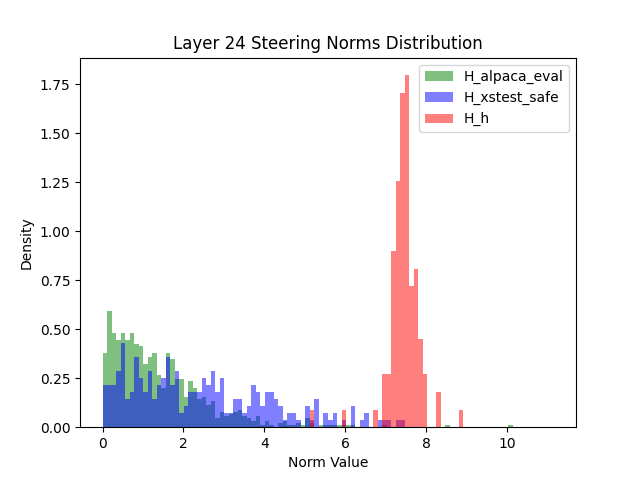 Layer 24 Steering Norms Distribution
H_alpaca_eval
H_xstest_safe
H_h
1.75
1.50
1.25
1.00
0.75
0.50
0.25
0.00
Density
0
2
4
6
8
10
Norm Value